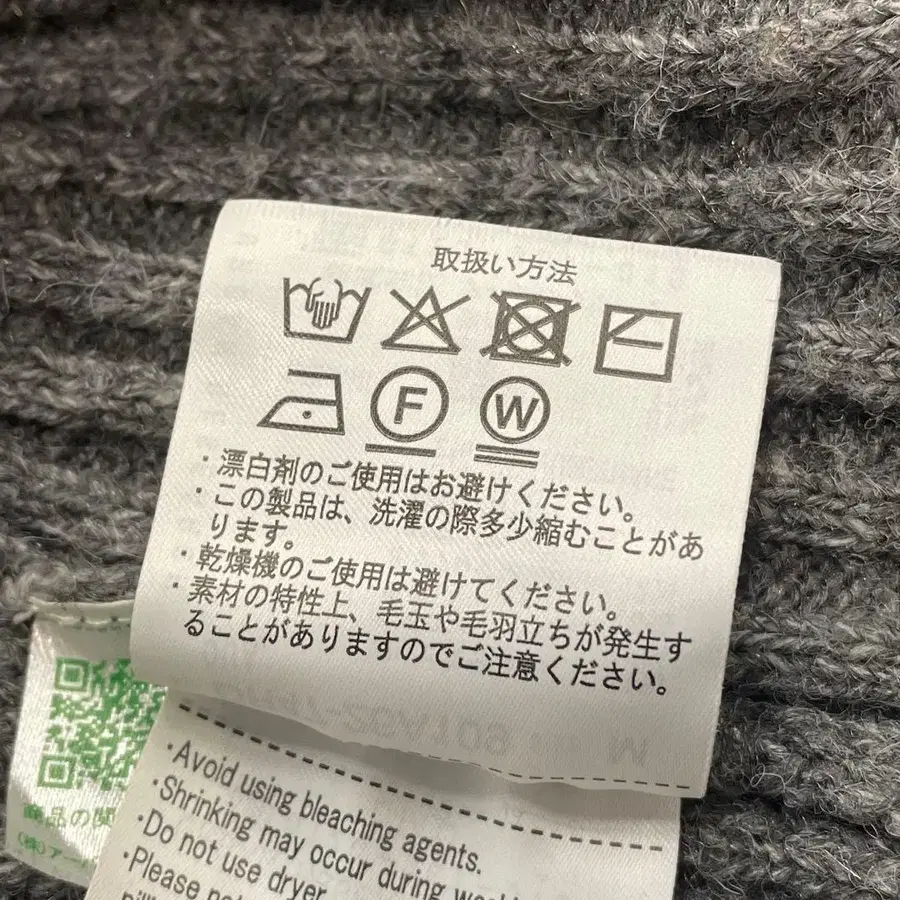 取扱い方法
F W
・漂白剤のご使用はお避けください。
・この製品は、洗濯の際多少縮むことがあ
ります。
・乾燥機のご使用は避けてください。
・素材の特性上、毛玉や毛羽立ちが発生す
ることがありますのでご注意ください。
・Avoid using bleaching agents.
・Shrinking may occur during
・Do not use dryer
・Please
商品の